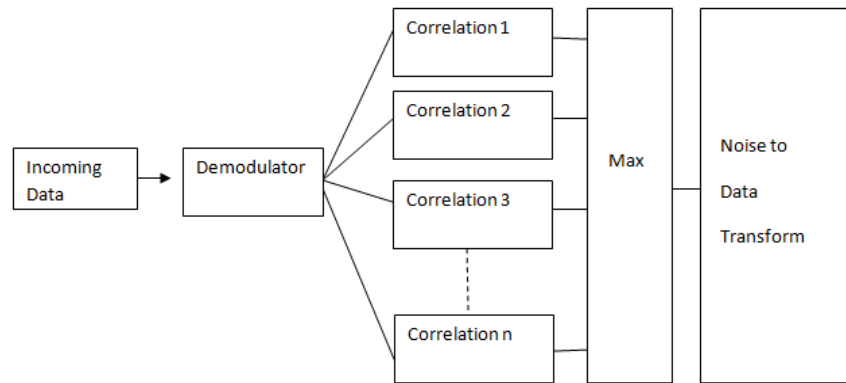 Incoming
Data
Demodulator
Correlation 1
Correlation 2
Correlation 3
Correlation n
Max
Noise to
Data
Transform